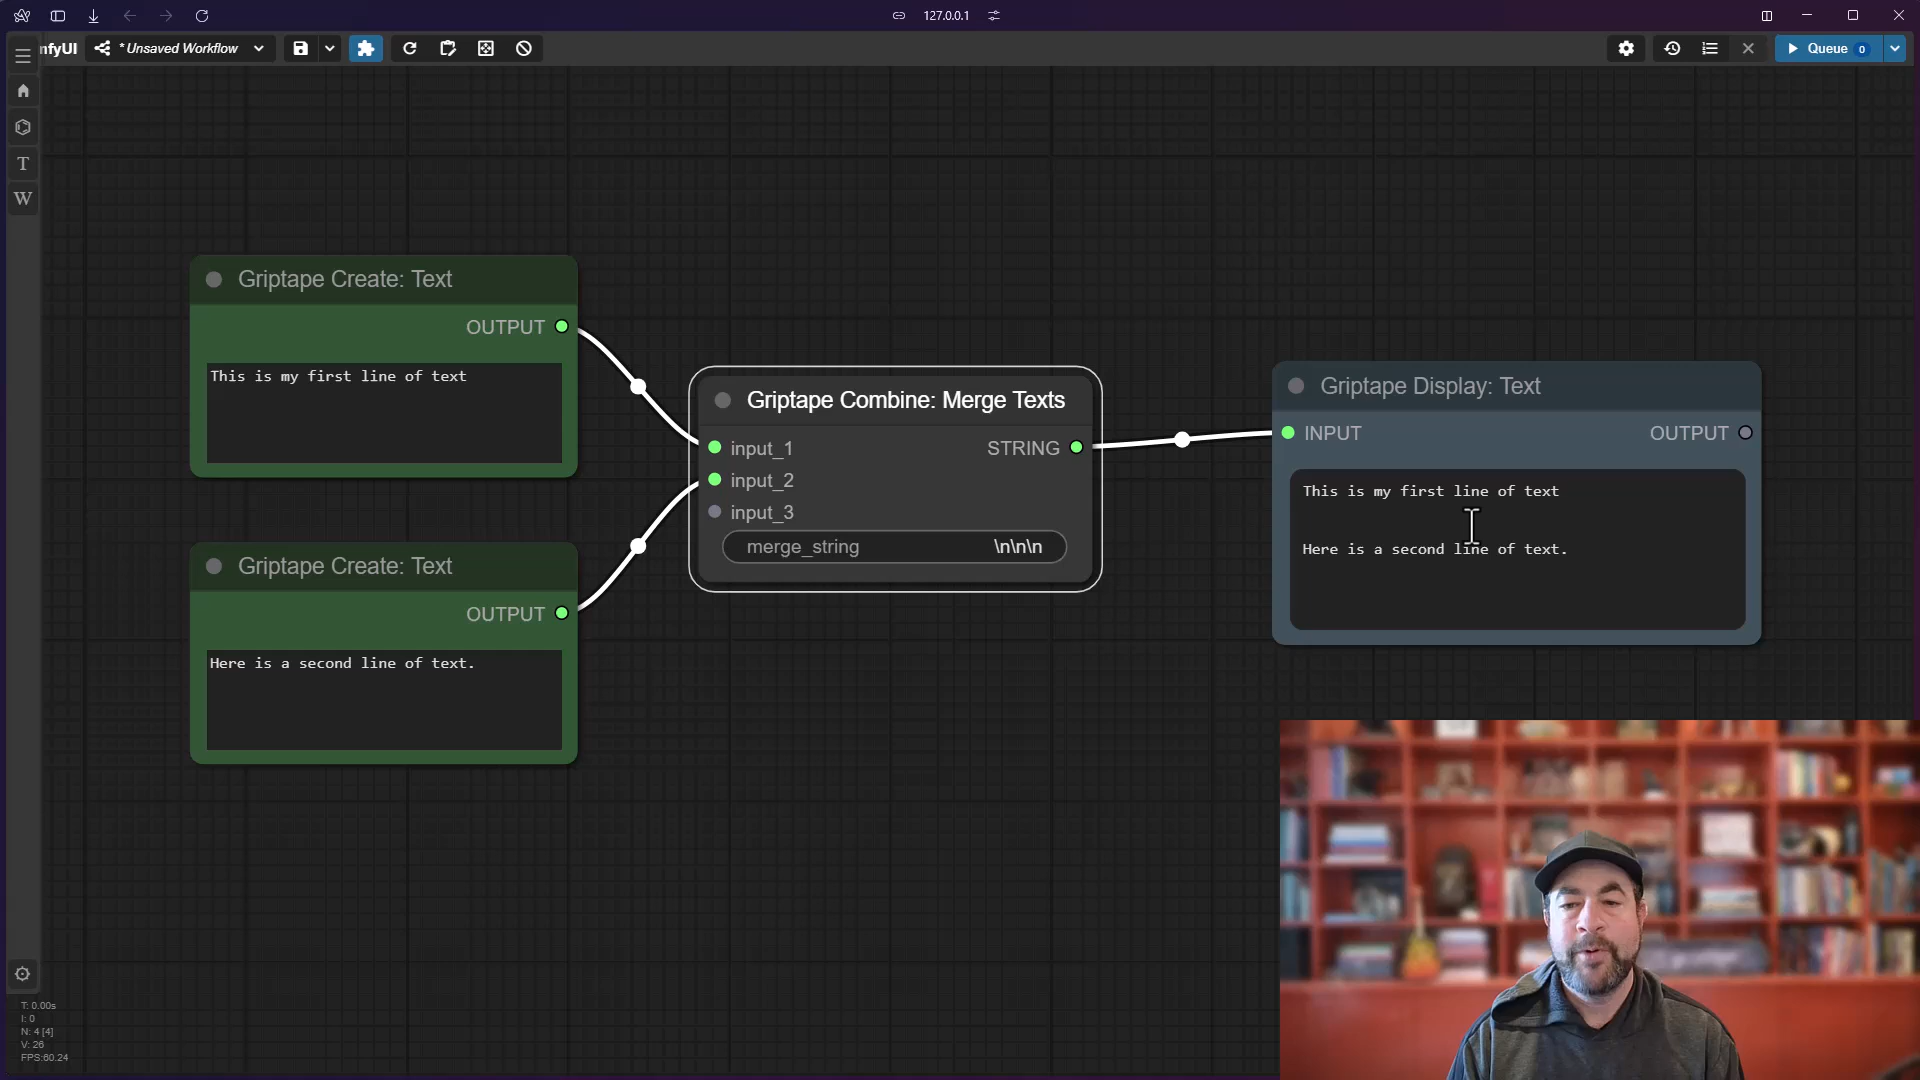 127.0.0.1
nfyUI
* Unsaved Workflow
Queue 0
T
W
Griptape Create: Text
OUTPUT
This is my first line of text
Griptape Create: Text
OUTPUT
Here is a second line of text.
Griptape Combine: Merge Texts
input_1
STRING
input_2
input_3
merge_string \n\n\n
Griptape Display: Text
INPUT
OUTPUT
This is my first line of text
Here is a second line of text.
T: 0.00s
I: 0
N: 4 [4]
V: 26
FPS:60.24